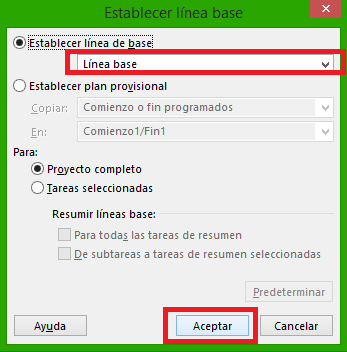 Establecer línea base
Establecer línea de base
Línea base
Establecer plan provisional
Copiar: Comienzo o fin programados
En: Comienzo1/Fin1
Para:
Proyecto completo
Tareas seleccionadas
Resumir líneas base:
Para todas las tareas de resumen
De subtareas a tareas de resumen seleccionadas
Predeterminar
Ayuda Aceptar Cancelar